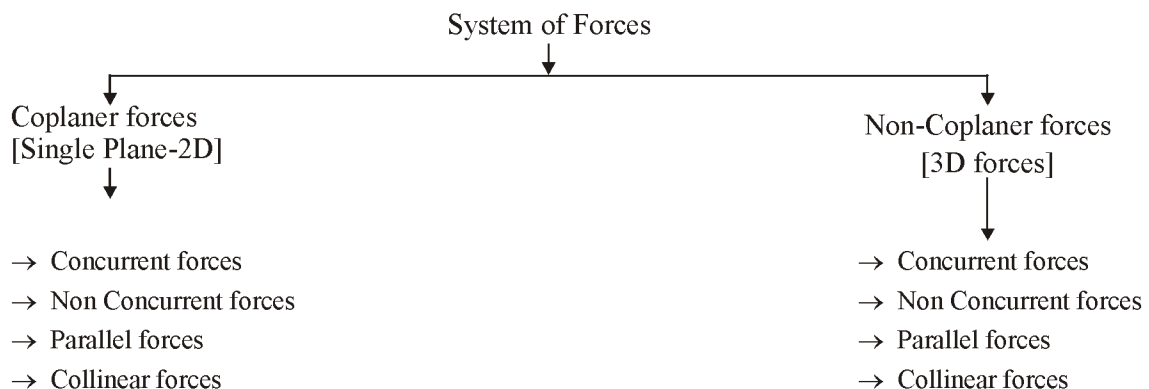 System of Forces
Coplaner forces
[Single Plane-2D]
→ Concurrent forces
→ Non Concurrent forces
→ Parallel forces
→ Collinear forces
Non-Coplaner forces
[3D forces]
→ Concurrent forces
→ Non Concurrent forces
→ Parallel forces
→ Collinear forces